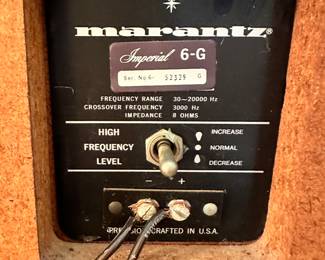 marantz®
Imperial 6-G
Ser. No 6- 52329 G
FREQUENCY RANGE 30~20000 Hz
CROSSOVER FREQUENCY 3000 Hz
IMPEDANCE 8 OHMS
HIGH FREQUENCY LEVEL
INCREASE
NORMAL
DECREASE
- +
CRAFTED IN U.S.A.